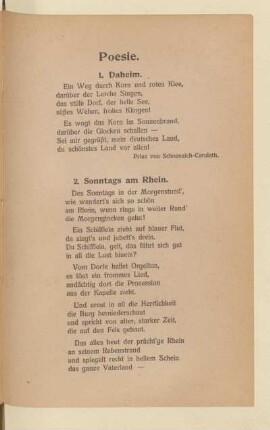 Poesie.
1. Daheim.
Ein Weg durch Korn und roten Klee,
darüber der Lerche Singen,
das stille Dorf, der helle See,
süßes Wehen, frohes Klingen!
Es wogt das Korn im Sonnenbrand,
darüber die Glocken schallen —
Sei mir gegrüßt, mein deutsches Land,
du schönstes Land vor allen!
Prinz von Schoenaich-Carolath.
2. Sonntags am Rhein.
Des Sonntags in der Morgenstund',
wie wandert's sich so schön
am Rhein, wenn rings in weiter Rund'
die Morgenglocken gehn!
Ein Schifflein zieht auf blauer Flut,
da singt's und jubelt's drein.
Du Schifflein, gelt, das fährt sich gut
in all die Lust hinein?
Vom Dorfe hallet Orgelton,
es tönt ein frommes Lied,
andächtig dort die Prozession
aus der Kapelle zieht.
Und ernst in all die Herrlichkeit
die Burg herniederschaut
und spricht von alter, starker Zeit,
die auf den Fels gebaut.
Das alles beut der prächt'ge Rhein
an seinem Rebenstrand
und spiegelt recht in hellem Schein
das ganze Vaterland —